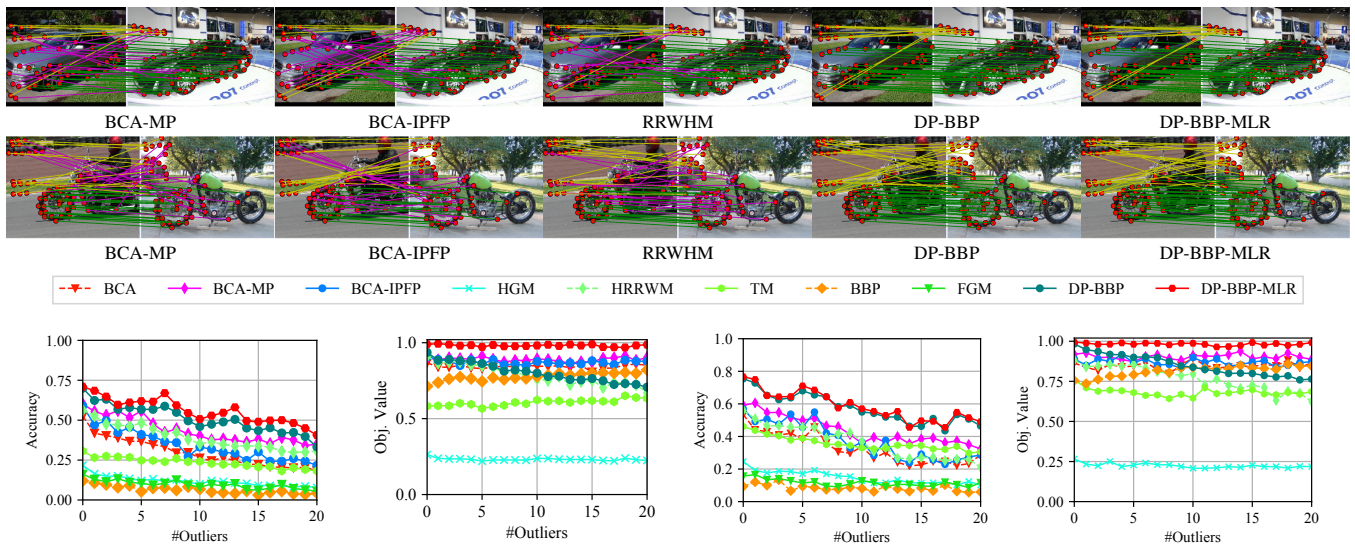 BCA-MP BCA-IPFP RRWHM DP-BBP DP-BBP-MLR
BCA-MP BCA-IPFP RRWHM DP-BBP DP-BBP-MLR
BCA BCA-MP BCA-IPFP HGM HRRWM TM BBP FGM DP-BBP DP-BBP-MLR
Accuracy
1.00
0.75
0.50
0.25
0.00
0 5 10 15 20
#Outliers
Obj. Value
1.0
0.5
0.0
0 5 10 15 20
#Outliers
Accuracy
1.0
0.8
0.6
0.4
0.2
0.0
0 5 10 15 20
#Outliers
Obj. Value
1.00
0.75
0.50
0.25
0.00
0 5 10 15 20
#Outliers